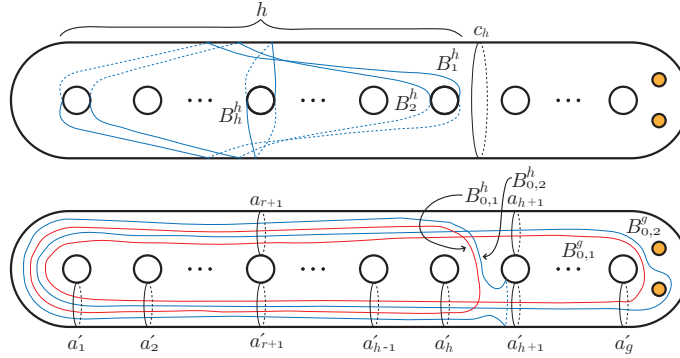 h
c_h
B_1^h
B_2^h
B_h^h
... ... ...
B_{0,2}^h
B_{0,1}^h
a_{r+1} a_{h+1}
B_{0,2}^g
B_{0,1}^g
... ... ...
a'_1 a'_2 a'_{r+1} a'_{h-1} a'_h a'_{h+1} a'_g